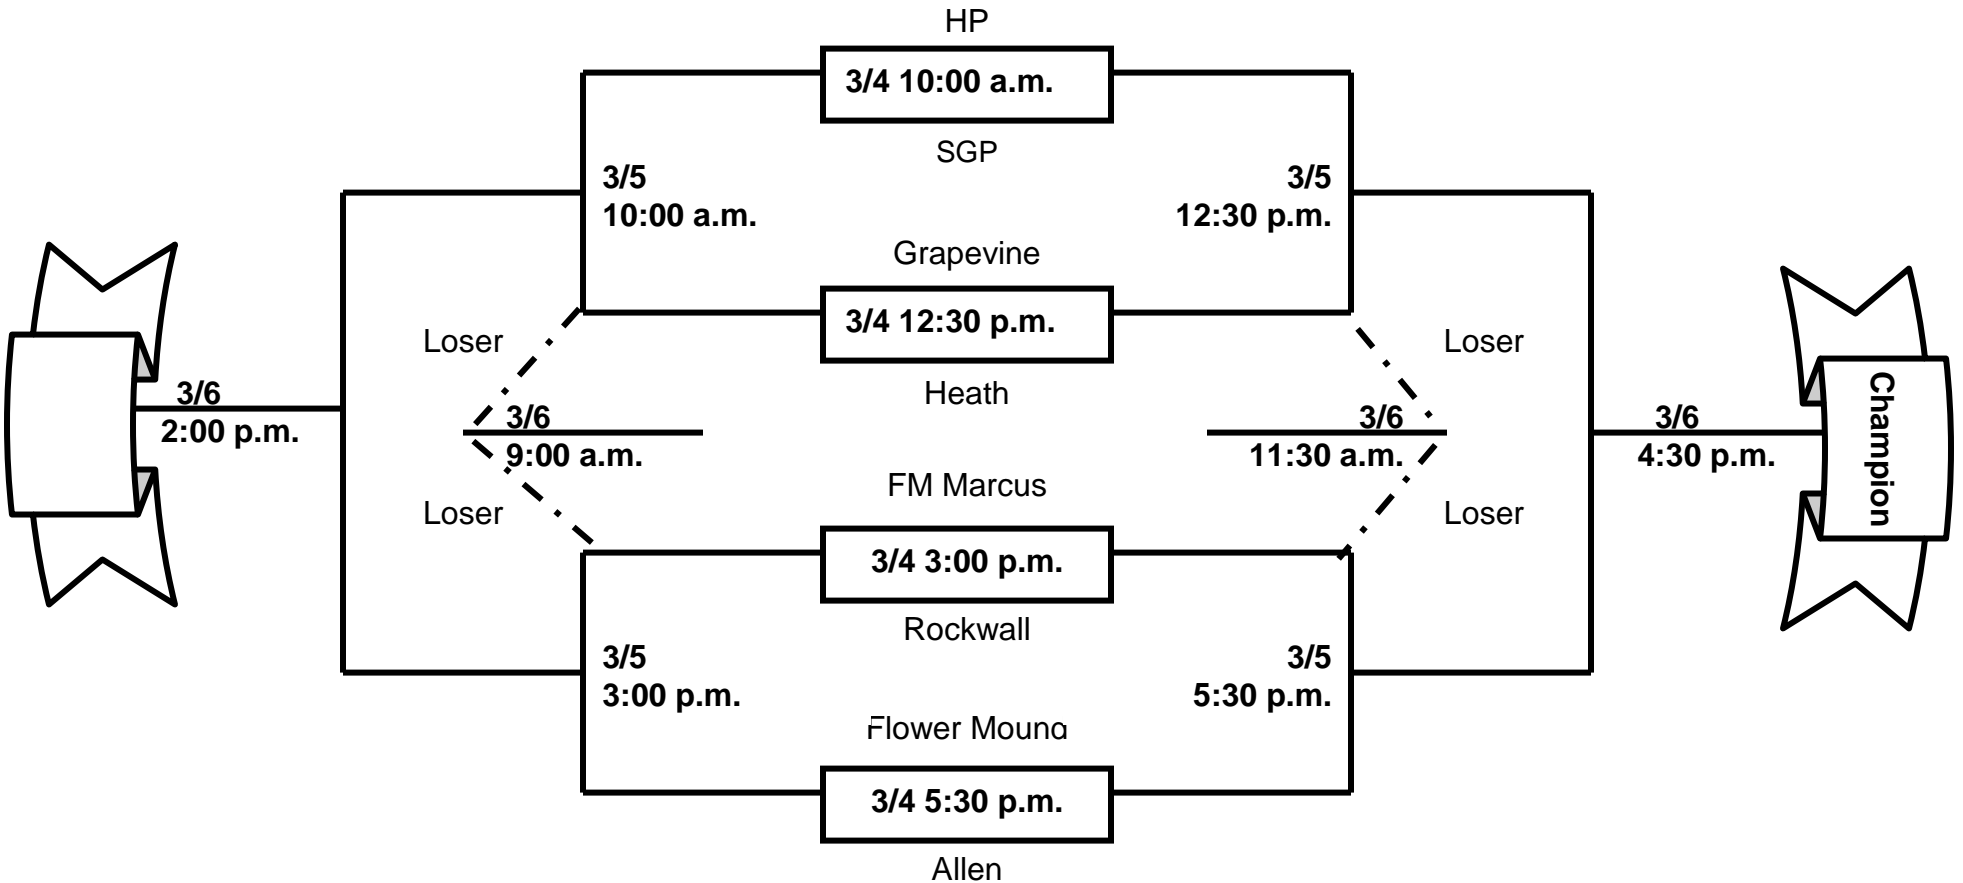 HP
3/4 10:00 a.m.
SGP
3/5
10:00 a.m.
3/5
12:30 p.m.
Grapevine
3/4 12:30 p.m.
Heath
Loser
Loser
3/6
2:00 p.m.
3/6
9:00 a.m.
3/6
11:30 a.m.
3/6
4:30 p.m.
Champion
FM Marcus
Loser
Loser
3/4 3:00 p.m.
Rockwall
3/5
3:00 p.m.
3/5
5:30 p.m.
Flower Mound
3/4 5:30 p.m.
Allen